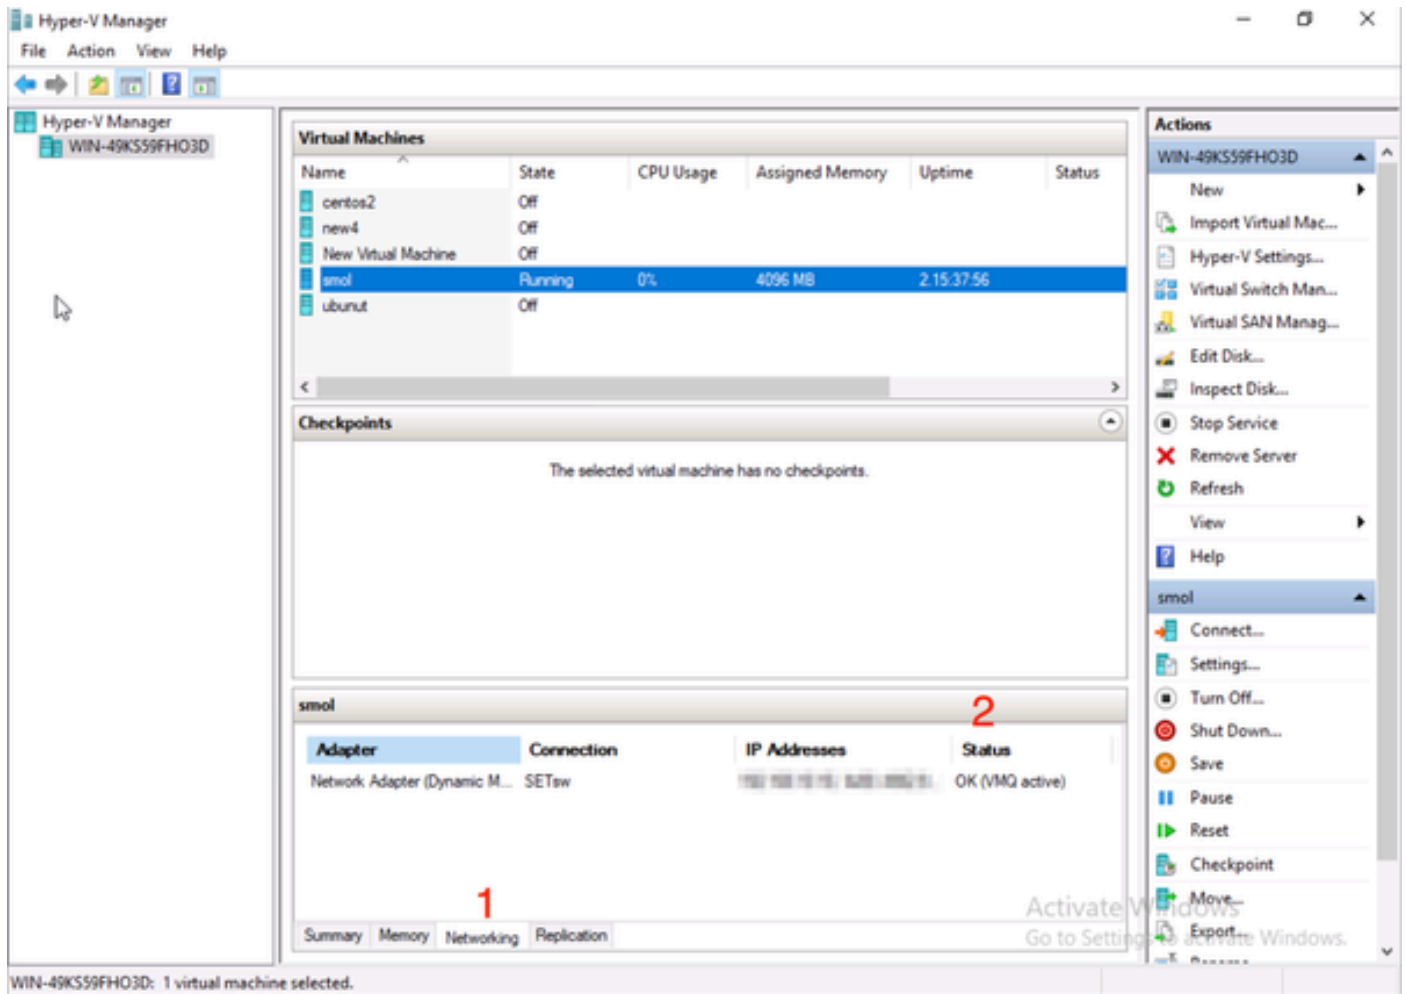 Hyper-V Manager
File Action View Help
Hyper-V Manager
WIN-49KS59FHO3D
Virtual Machines
Name State CPU Usage Assigned Memory Uptime Status
centos2 Off
new4 Off
New Virtual Machine Off
smol Running 0% 4096 MB 2.15:37:56
ubunut Off
Checkpoints
The selected virtual machine has no checkpoints.
smol
2
Adapter Connection IP Addresses Status
Network Adapter (Dynamic M... SETsw OK (VMQ active)
1
Summary Memory Networking Replication
Actions
WIN-49KS59FHO3D
New
Import Virtual Mac...
Hyper-V Settings...
Virtual Switch Man...
Virtual SAN Manag...
Edit Disk...
Inspect Disk...
Stop Service
Remove Server
Refresh
View
Help
smol
Connect...
Settings...
Turn Off...
Shut Down...
Save
Pause
Reset
Checkpoint
Move...
Export...
Activate Windows
Go to Settings to activate Windows.
WIN-49KS59FHO3D: 1 virtual machine selected.